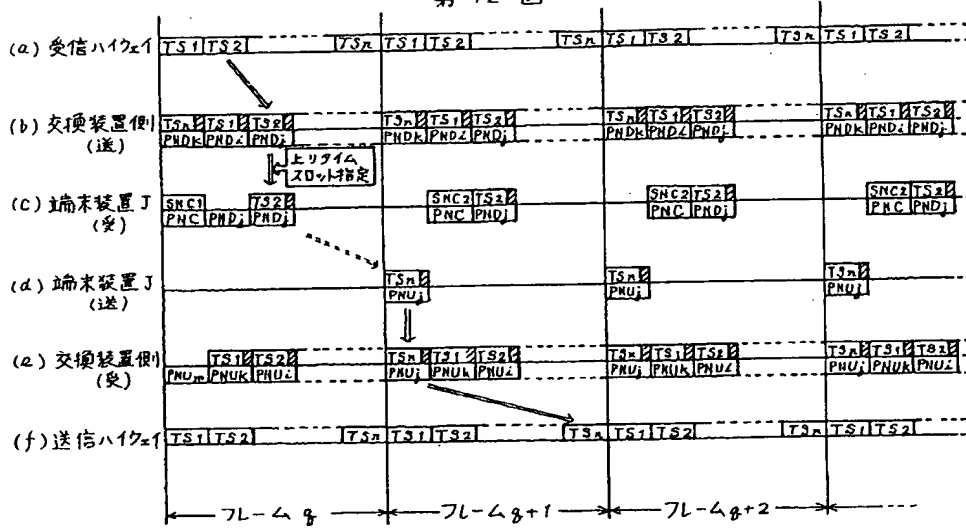 第 12 図
(a) 受信ハイウェイ TS1 TS2 TSn TS1 TS2 TSn TS1 TS2 TSn TS1 TS2
(b) 交換装置側 (送) TSn TS1 TS2 TSn TS1 TS2 TSn TS1 TS2 TSn TS1 TS2
PNDk PNDi PNDj PNDk PNDi PNDj PNDk PNDi PNDj PNDk PNDi PNDj
上りタイム
スロット指定
(c) 端末装置J (受) SNC1 TS2 SNC2 TS2 SNC2 TS2 SNC2 TS2
PNC PNDj PNDj PNC PNDj PNC PNDj PNC PNDj
(d) 端末装置J (送) TSn TSn TSn
PNUj PNUj PNUj
(e) 交換装置側 (受) TS1 TS2 TSn TS1 TS2 TSn TS1 TS2 TSn TS1 TS2
PNUm PNUk PNUi PNUj PNUk PNUi PNUj PNUk PNUi PNUj PNUk PNUi
(f) 送信ハイウェイ TS1 TS2 TSn TS1 TS2 TSn TS1 TS2 TSn TS1 TS2
フレーム q フレーム q+1 フレーム q+2